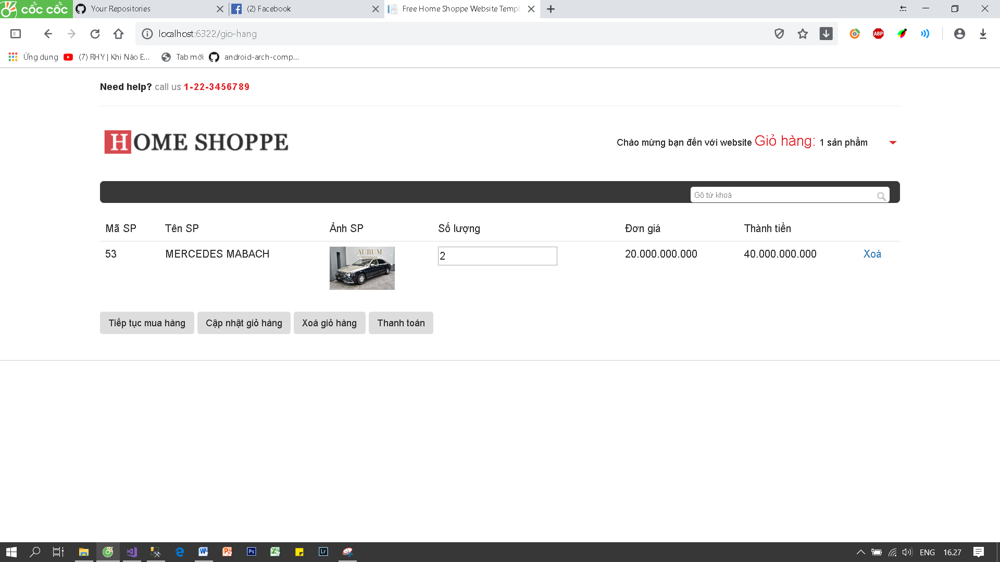 cốc cốc
Your Repositories
(2) Facebook
Free Home Shoppe Website Templ
localhost:6322/gio-hang
ABP
Ứng dụng
(7) RHY | Khi Nào E...
Tab mới
android-arch-comp...
Need help? call us 1-22-3456789
HOME SHOPPE
Chào mừng bạn đến với website Giỏ hàng: 1 sản phẩm
Gõ từ khoá
Mã SP Tên SP Ảnh SP Số lượng Đơn giá Thành tiền
53 MERCEDES MABACH 2 20.000.000.000 40.000.000.000 Xoá
AURUM
International
Tiếp tục mua hàng Cập nhật giỏ hàng Xoá giỏ hàng Thanh toán
ENG 16.27